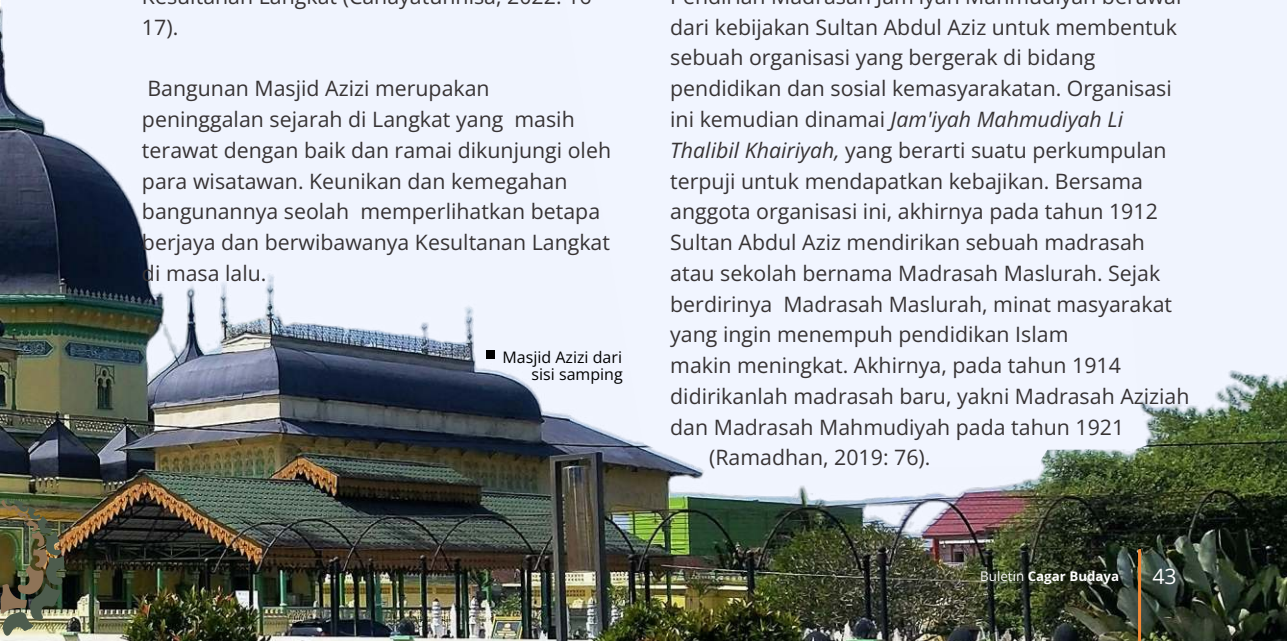 17).
Bangunan Masjid Azizi merupakan
peninggalan sejarah di Langkat yang masih
terawat dengan baik dan ramai dikunjungi oleh
para wisatawan. Keunikan dan kemegahan
bangunannya seolah memperlihatkan betapa
berjaya dan berwibawanya Kesultanan Langkat
di masa lalu.
Masjid Azizi dari
sisi samping
dari kebijakan Sultan Abdul Aziz untuk membentuk
sebuah organisasi yang bergerak di bidang
pendidikan dan sosial kemasyarakatan. Organisasi
ini kemudian dinamai Jam'iyah Mahmudiyah Li
Thalibil Khairiyah, yang berarti suatu perkumpulan
terpuji untuk mendapatkan kebajikan. Bersama
anggota organisasi ini, akhirnya pada tahun 1912
Sultan Abdul Aziz mendirikan sebuah madrasah
atau sekolah bernama Madrasah Maslurah. Sejak
berdirinya Madrasah Maslurah, minat masyarakat
yang ingin menempuh pendidikan Islam
makin meningkat. Akhirnya, pada tahun 1914
didirikanlah madrasah baru, yakni Madrasah Aziziah
dan Madrasah Mahmudiyah pada tahun 1921
(Ramadhan, 2019: 76).
Buletin Cagar Budaya 43